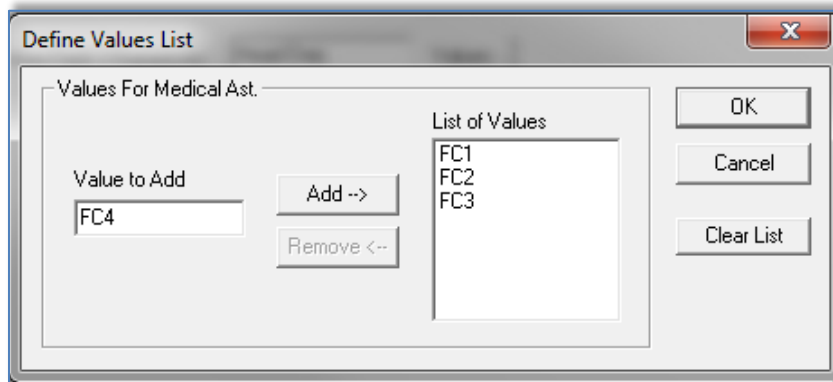 Define Values List
Values For Medical Ast.
Value to Add
FC4
Add -->
Remove <--
List of Values
FC1
FC2
FC3
OK
Cancel
Clear List